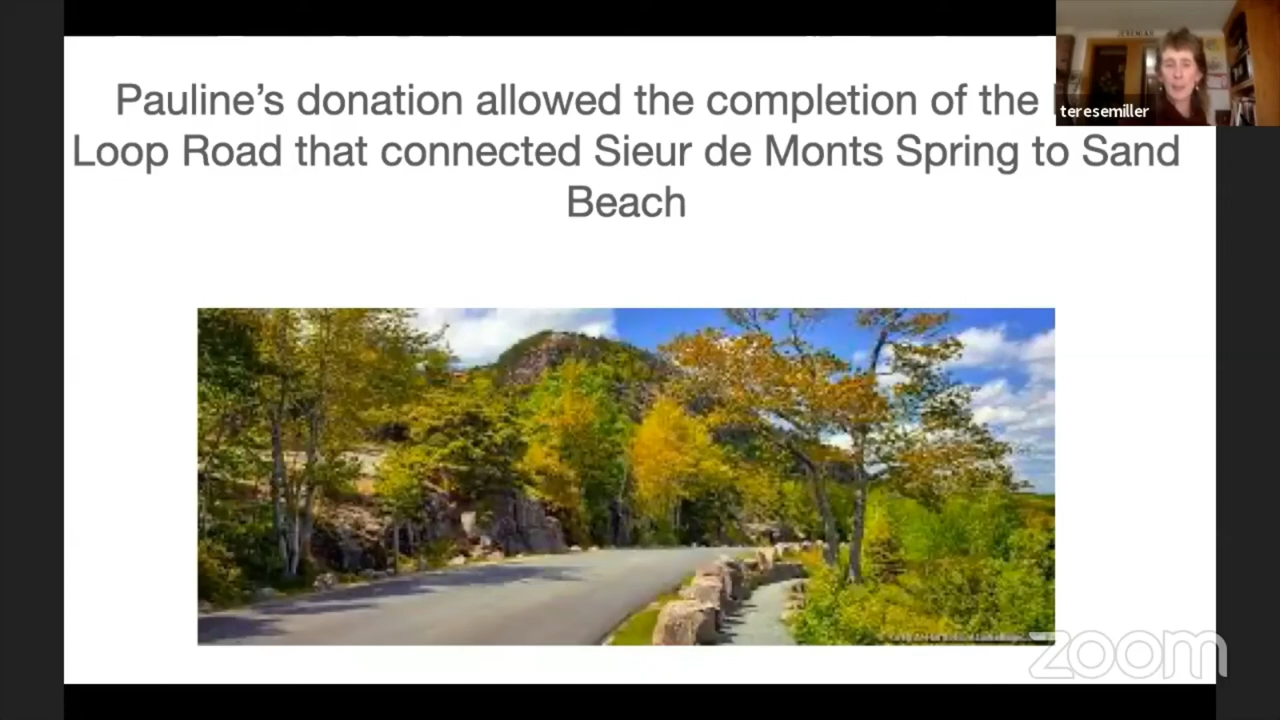 Pauline's donation allowed the completion of the
Loop Road that connected Sieur de Monts Spring to Sand
Beach
teresemiller
zoom